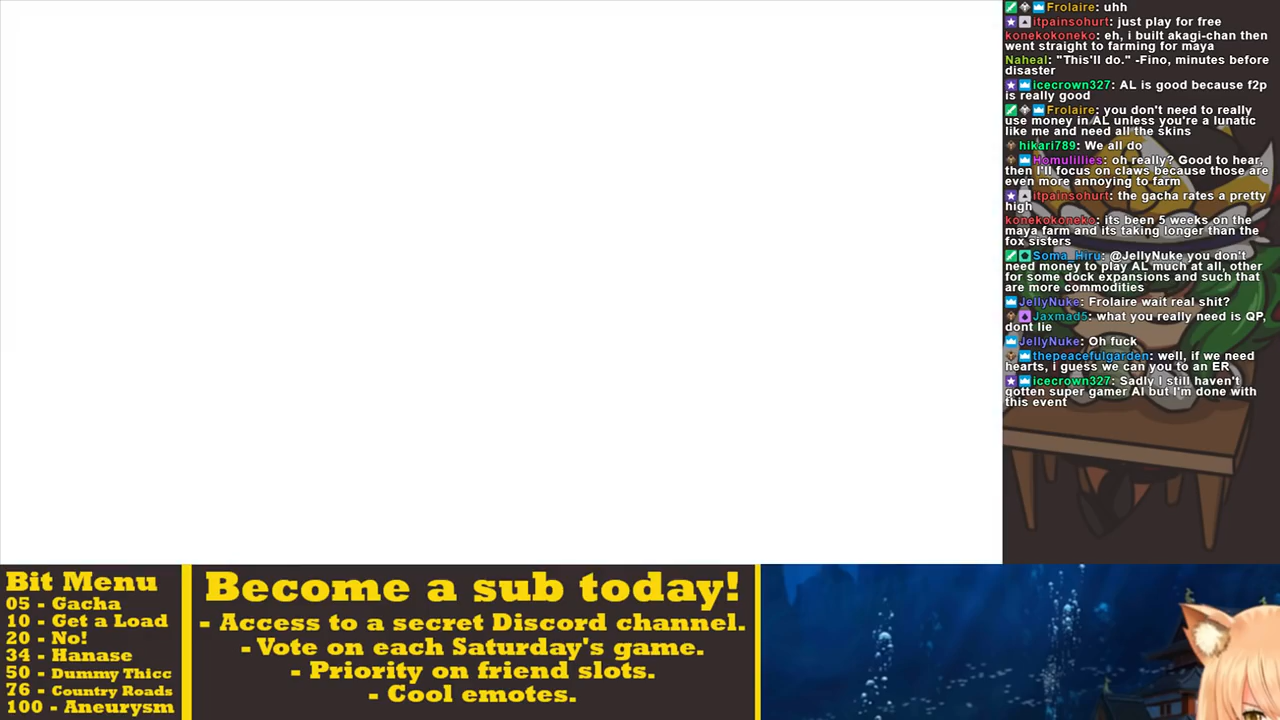 Frolaire: uhh
itpainsohurt: just play for free
konekokoneko: eh, i built akagi-chan then
went straight to farming for maya
Naheal: "This'll do." -Fino, minutes before
disaster
icecrown327: AL is good because f2p
is really good
Frolaire: you don't need to really
use money in AL unless you're a lunatic
like me and need all the skins
hikari789: We all do
Homulillies: oh really? Good to hear,
then I'll focus on claws because those are
even more annoying to farm
itpainsohurt: the gacha rates a pretty
high
konekokoneko: its been 5 weeks on the
maya farm and its taking longer than the
fox sisters
Soma_Hiru: @JellyNuke you don't
need money to play AL much at all, other
for some dock expansions and such that
are more commodities
JellyNuke: Frolaire wait real shit?
Jaxmad5: what you really need is QP,
dont lie
JellyNuke: Oh fuck
thepeacefulgarden: well, if we need
hearts, i guess we can you to an ER
icecrown327: Sadly I still haven't
gotten super gamer AI but I'm done with
this event
Bit Menu
05 - Gacha
10 - Get a Load
20 - No!
34 - Hanase
50 - Dummy Thicc
76 - Country Roads
100 - Aneurysm
Become a sub today!
- Access to a secret Discord channel.
- Vote on each Saturday's game.
- Priority on friend slots.
- Cool emotes.